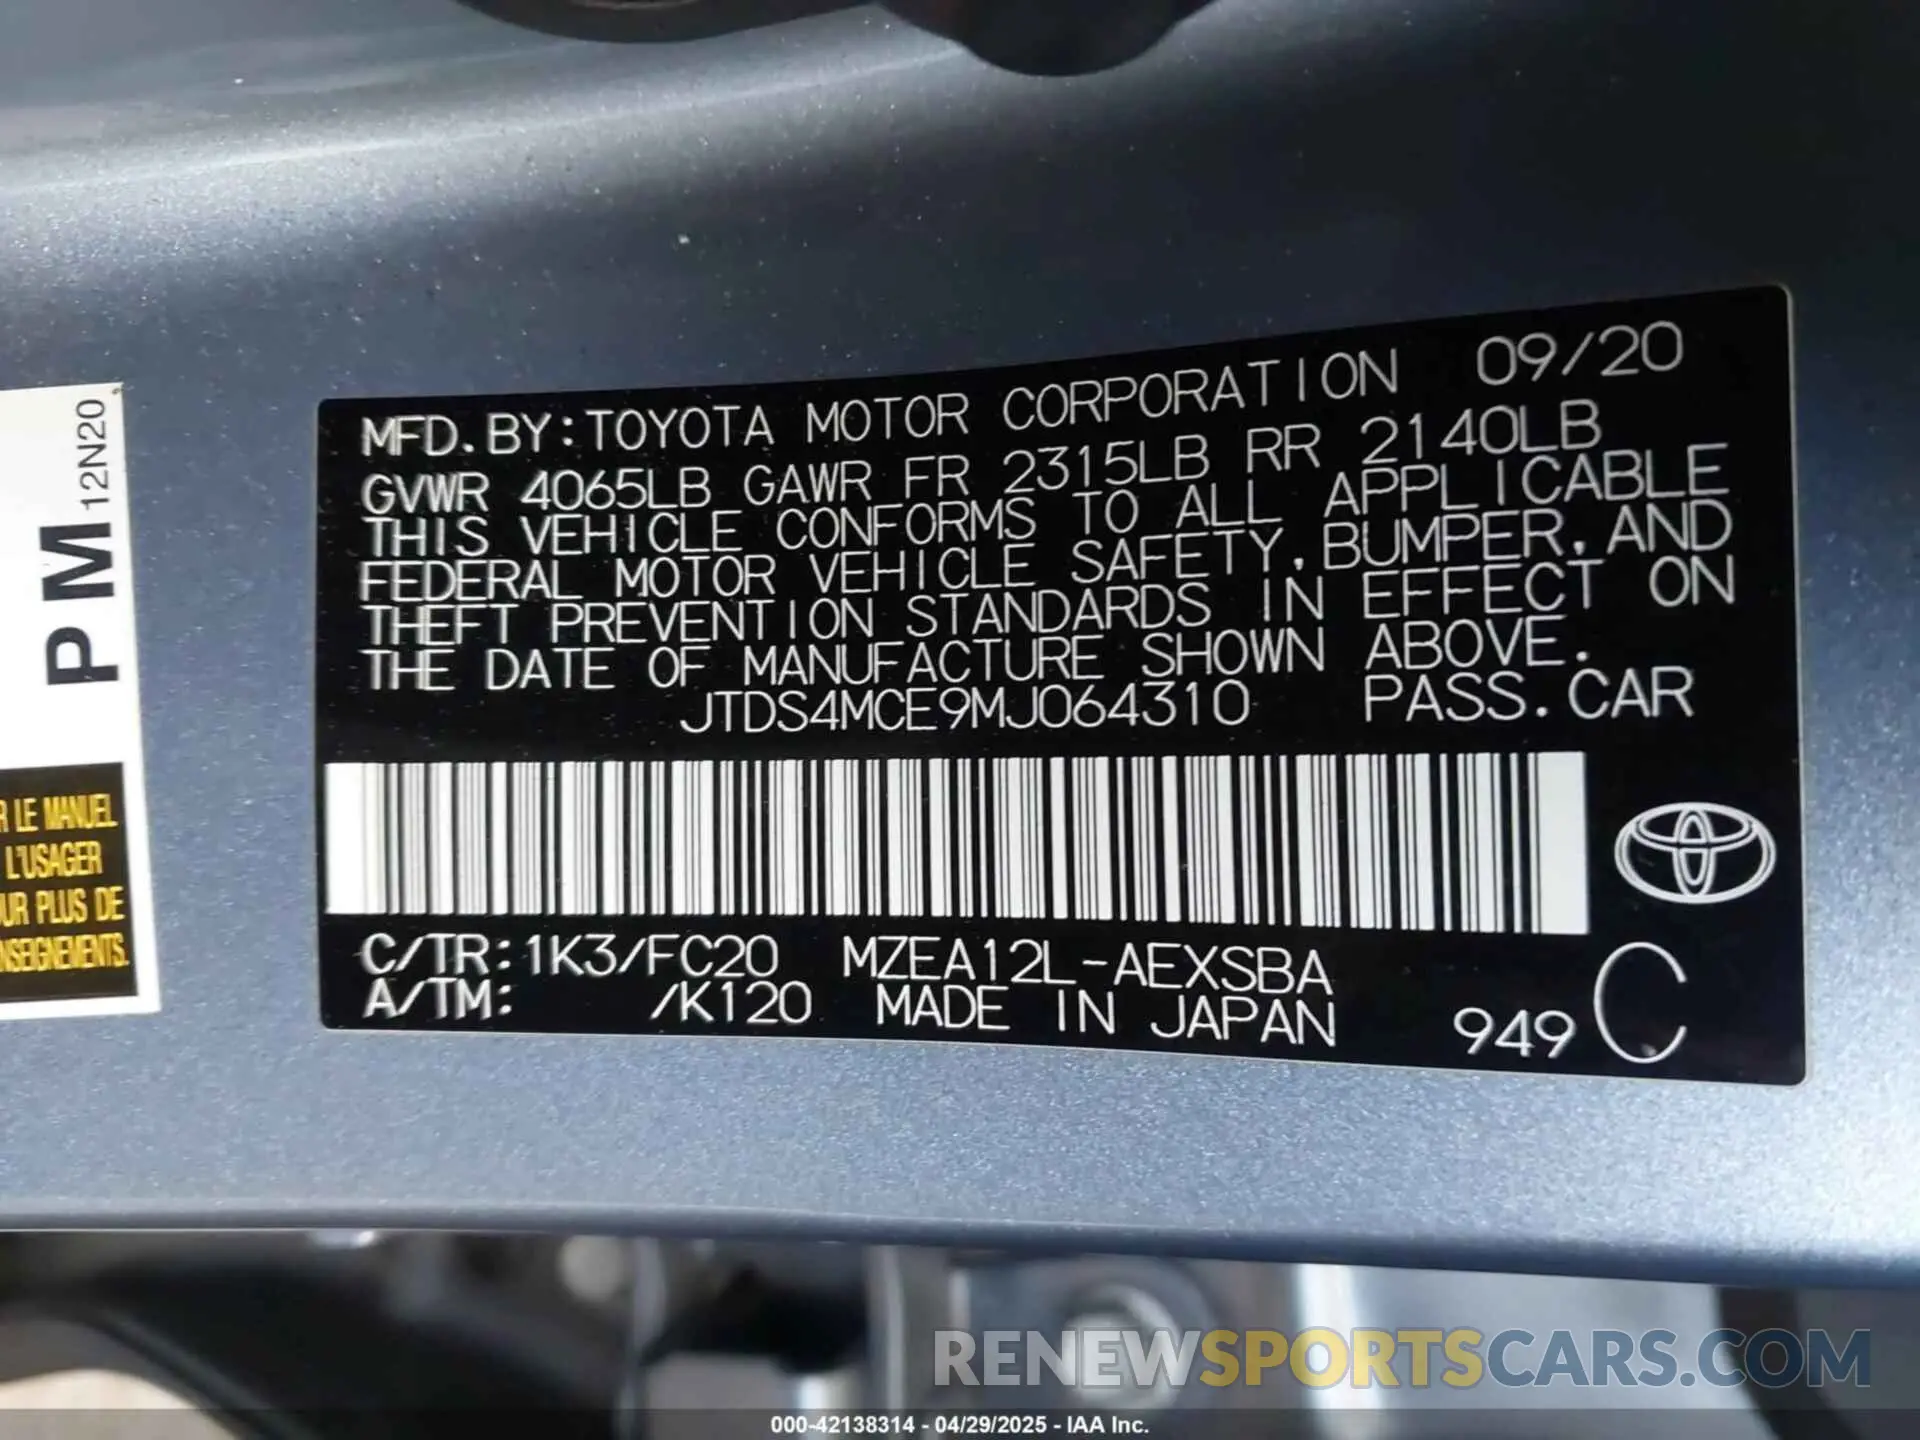 MFD.BY:TOYOTA MOTOR CORPORATION 09/20
GVWR 4065LB GAWR FR 2315LB RR 2140LB
THIS VEHICLE CONFORMS TO ALL APPLICABLE
FEDERAL MOTOR VEHICLE SAFETY, BUMPER, AND
THEFT PREVENTION STANDARDS IN EFFECT ON
THE DATE OF MANUFACTURE SHOWN ABOVE.
JTDS4MCE9MJ064310 PASS.CAR
C/TR:1K3/FC20 MZEA12L-AEXSBA
A/TM: /K120 MADE IN JAPAN 949 C
P M 12N20
R LE MANUEL
L'USAGER
UR PLUS DE
NSEIGNEMENTS.
RENEWSPORTSCARS.COM
000-42138314 - 04/29/2025 - IAA Inc.